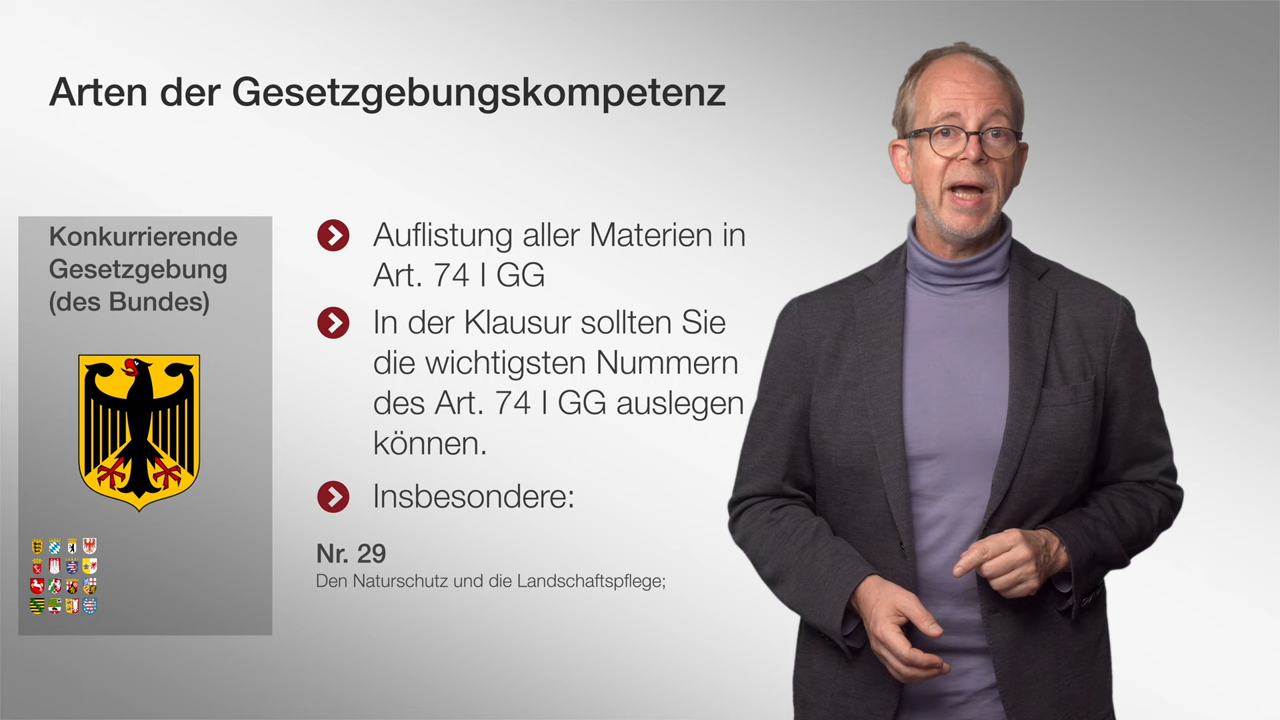 Arten der Gesetzgebungskompetenz
Konkurrierende
Gesetzgebung
(des Bundes)
Auflistung aller Materien in
Art. 74 I GG
In der Klausur sollten Sie
die wichtigsten Nummern
des Art. 74 I GG auslegen
können.
Insbesondere:
Nr. 29
Den Naturschutz und die Landschaftspflege;